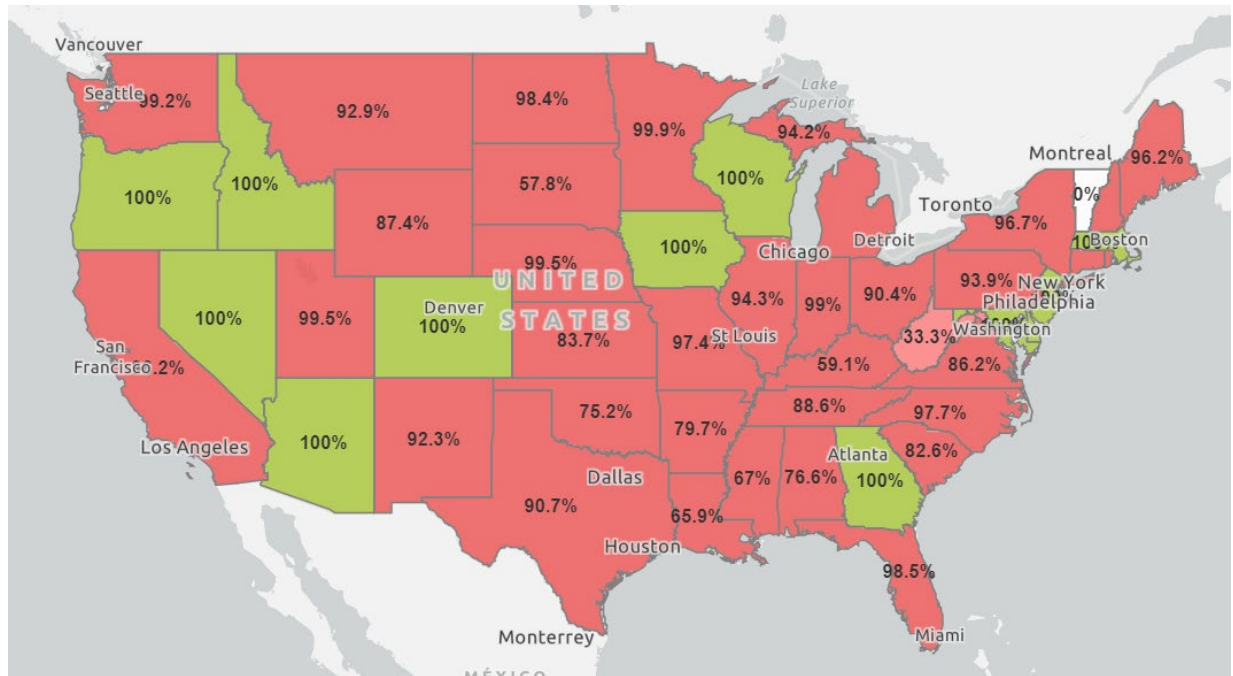 Vancouver
Seattle
99.2%
92.9%
98.4%
99.9%
Lake
Superior
94.2%
96.2%
Montreal
0%
100%
100%
87.4%
57.8%
100%
100%
Toronto
96.7%
Boston
Detroit
Chicago
99.5%
UNITED
STATES
93.9%
New York
Philadelphia
Washington
100%
99.5%
Denver
100%
83.7%
97.4%
St Louis
94.3%
99%
90.4%
33.3%
86.2%
San
Francisco
59.1%
88.6%
97.7%
82.6%
Los Angeles
100%
92.3%
75.2%
79.7%
67%
76.6%
Atlanta
100%
Dallas
90.7%
65.9%
Houston
98.5%
Miami
Monterrey
MÉXICO